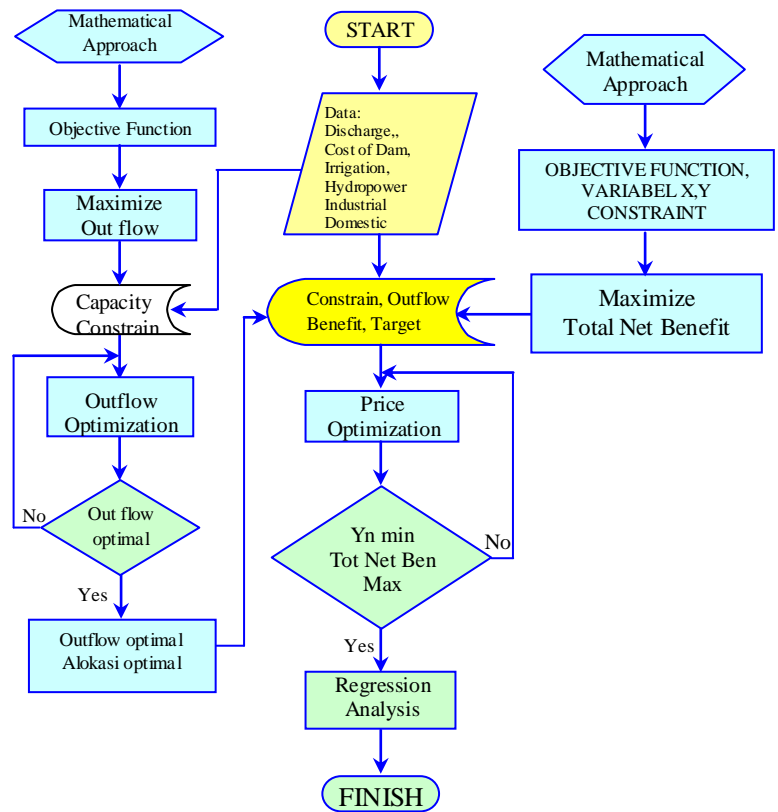 Mathematical
Approach
Objective Function
Maximize
Out flow
Capacity
Constrain
Outflow
Optimization
No
Out flow
optimal
Yes
Outflow optimal
Alokasi optimal
START
Data:
Discharge,,
Cost of Dam,
Irrigation,
Hydropower
Industrial
Domestic
Constrain, Outflow
Benefit, Target
Price
Optimization
Yn min
Tot Net Ben
Max
No
Yes
Regression
Analysis
FINISH
Mathematical
Approach
OBJECTIVE FUNCTION,
VARIABEL X,Y
CONSTRAINT
Maximize
Total Net Benefit